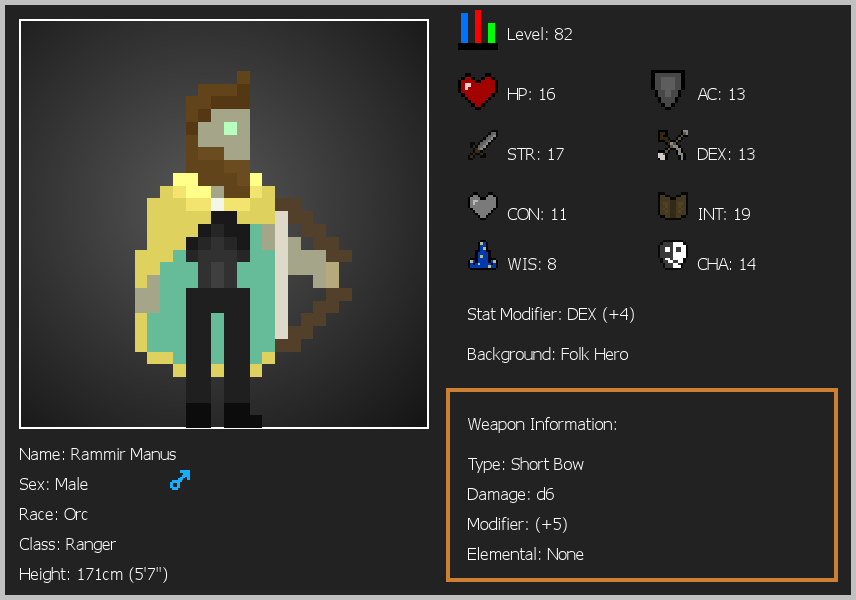 Level: 82
HP: 16
AC: 13
STR: 17
DEX: 13
CON: 11
INT: 19
WIS: 8
CHA: 14
Stat Modifier: DEX (+4)
Background: Folk Hero
Weapon Information:
Type: Short Bow
Damage: d6
Modifier: (+5)
Elemental: None
Name: Rammir Manus
Sex: Male
Race: Orc
Class: Ranger
Height: 171cm (5'7")